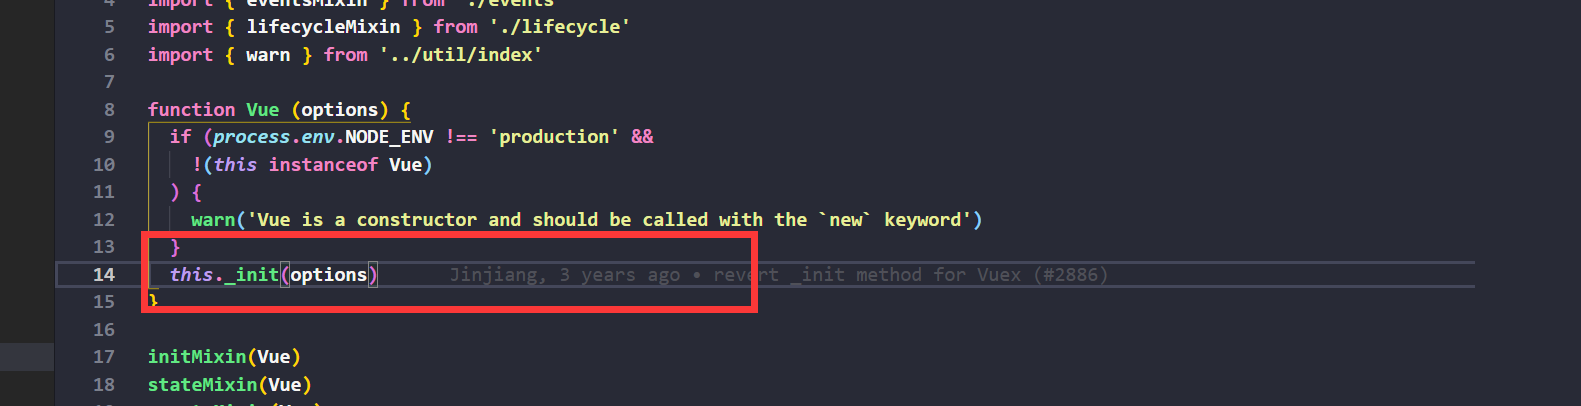 4 import { eventsMixin } from './events'
5 import { lifecycleMixin } from './lifecycle'
6 import { warn } from '../util/index'
7
8 function Vue (options) {
9 if (process.env.NODE_ENV !== 'production' &&
10 !(this instanceof Vue)
11 ) {
12 warn('Vue is a constructor and should be called with the `new` keyword')
13 }
14 this._init(options) Jinjiang, 3 years ago • revert _init method for Vuex (#2886)
15 }
16
17 initMixin(Vue)
18 stateMixin(Vue)